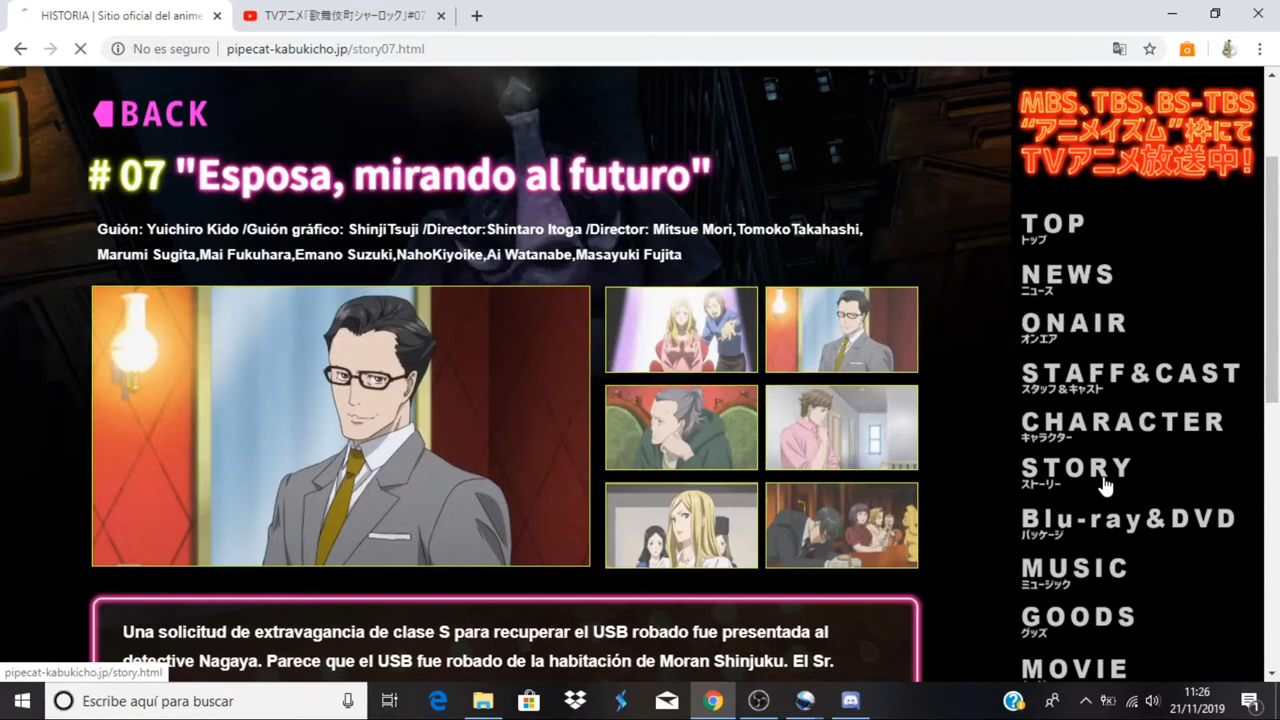 HISTORIA | Sitio oficial del anime
TVアニメ「歌舞伎町シャーロック」#07
No es seguro
pipecat-kabukicho.jp/story07.html
BACK
# 07 "Esposa, mirando al futuro"
Guión: Yuichiro Kido /Guión gráfico: ShinjiTsuji /Director:Shintaro Itoga /Director: Mitsue Mori,TomokoTakahashi,
Marumi Sugita,Mai Fukuhara,Emano Suzuki,NahoKiyoike,Ai Watanabe,Masayuki Fujita
Una solicitud de extravagancia de clase S para recuperar el USB robado fue presentada al
detective Nagaya. Parece que el USB fue robado de la habitación de Moran Shinjuku. El Sr.
MBS、TBS、BS-TBS
“アニメイズム”枠にて
TVアニメ放送中!
TOP
トップ
NEWS
ニュース
ONAIR
オンエア
STAFF&CAST
スタッフ&キャスト
CHARACTER
キャラクター
STORY
ストーリー
Blu-ray&DVD
パッケージ
MUSIC
ミュージック
GOODS
グッズ
MOVIE
pipecat-kabukicho.jp/story.html
Escribe aquí para buscar
11:26
21/11/2019
1